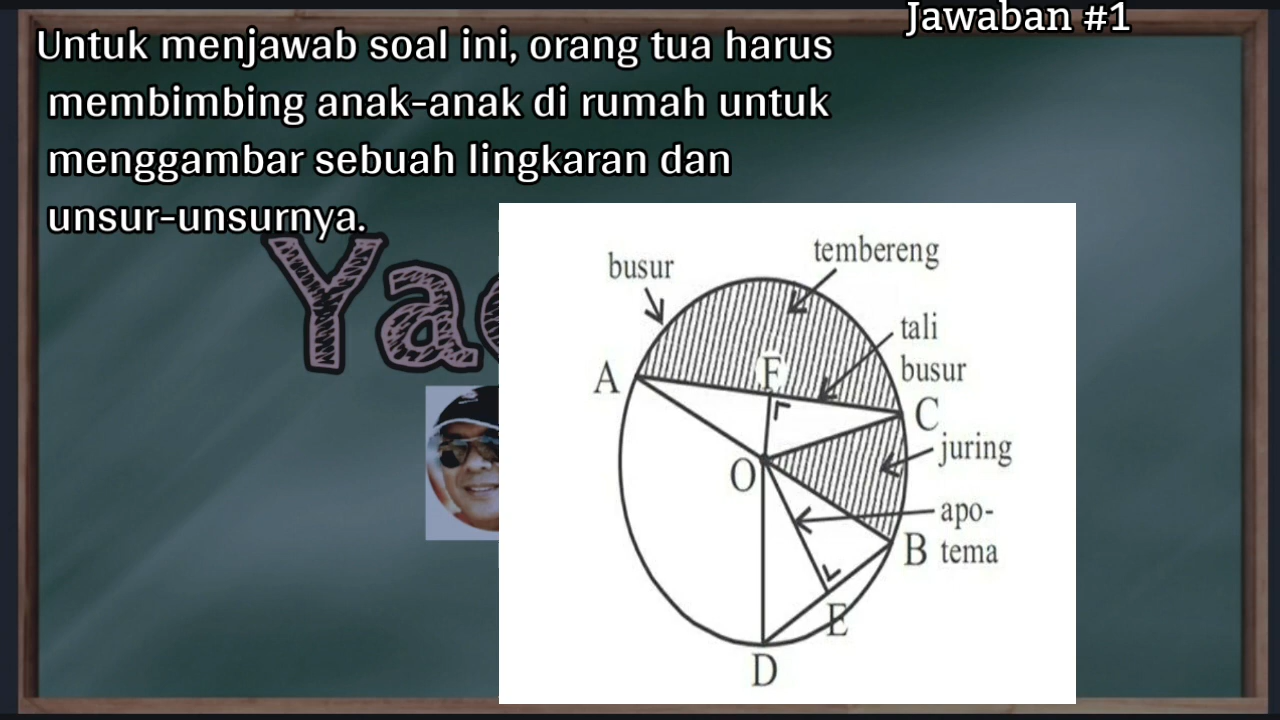 Jawaban #1
Untuk menjawab soal ini, orang tua harus
membimbing anak-anak di rumah untuk
menggambar sebuah lingkaran dan
unsur-unsurnya.
busur
tembereng
tali
busur
A
F
C
juring
O
apo-
tema
B
E
D